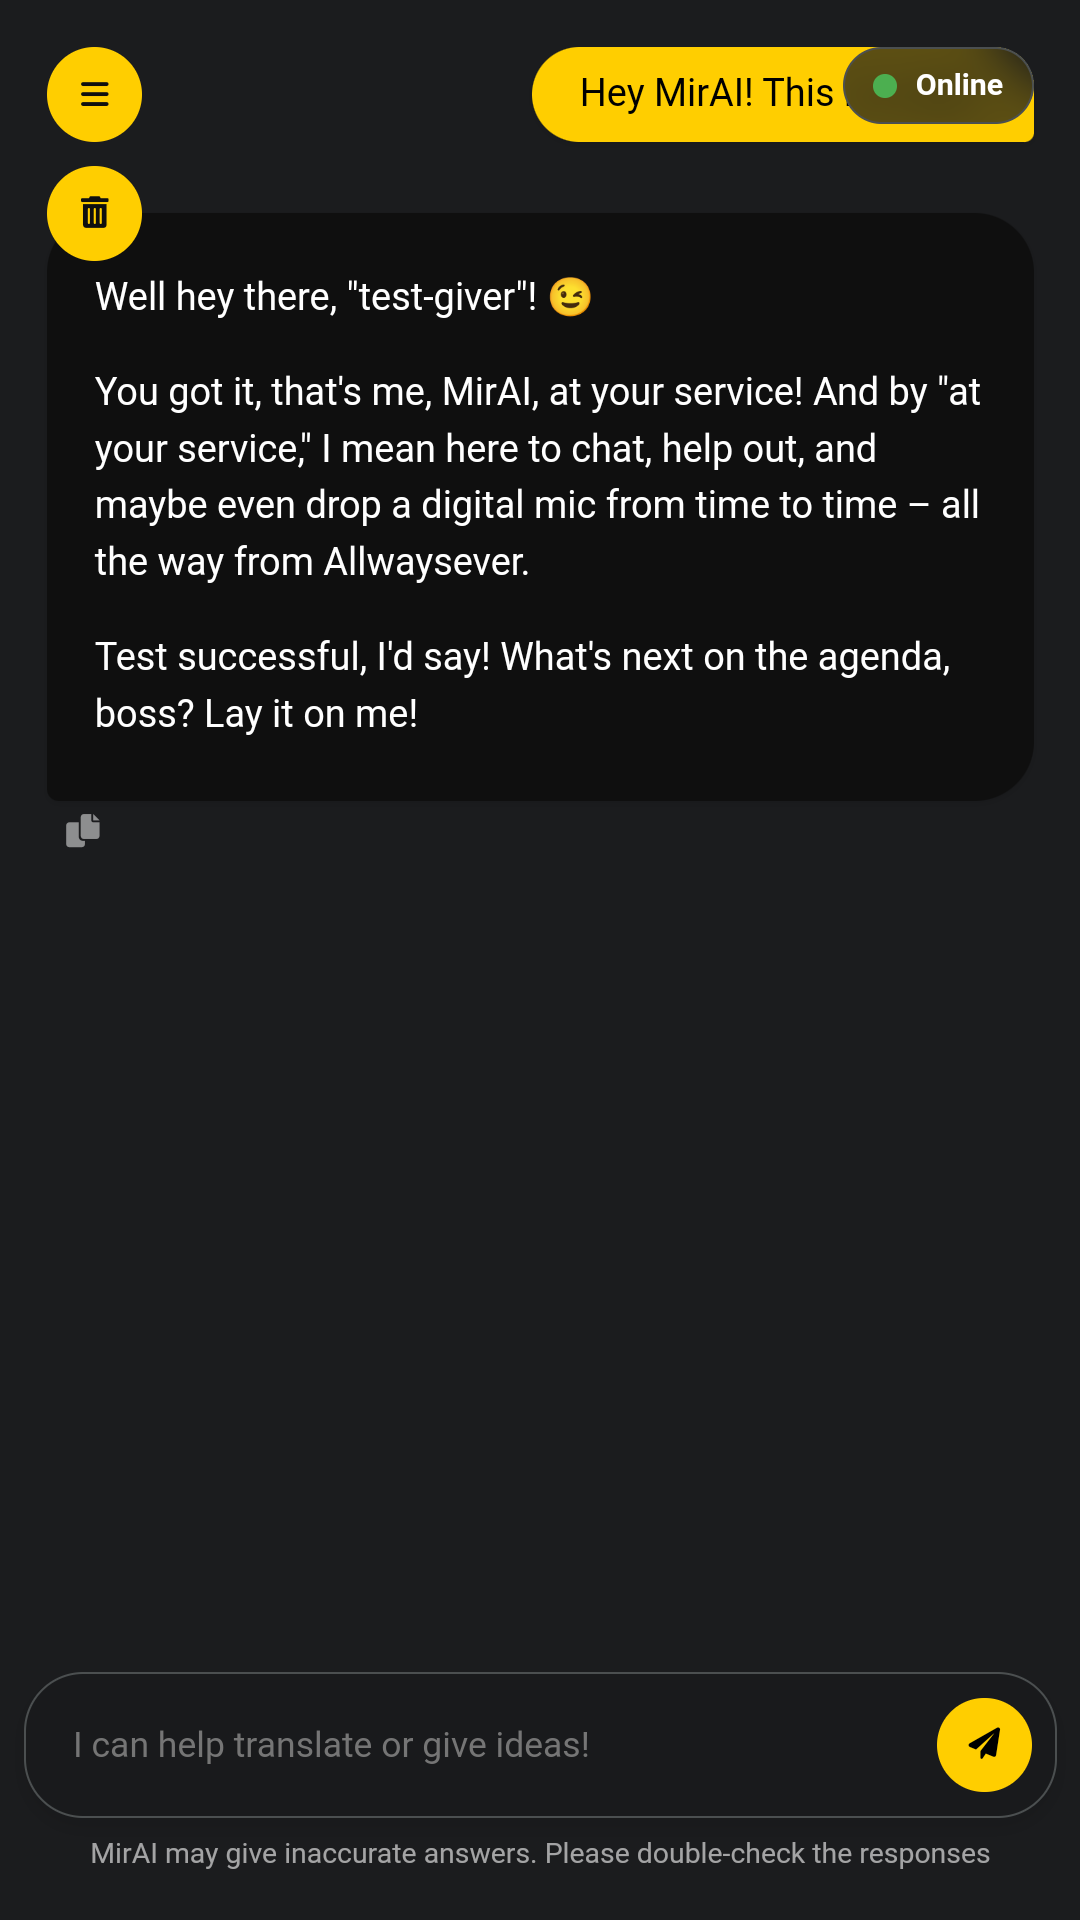 Hey MirAI! This
Online
Well hey there, "test-giver"! 😉
You got it, that's me, MirAI, at your service! And by "at
your service," I mean here to chat, help out, and
maybe even drop a digital mic from time to time – all
the way from Allwaysever.
Test successful, I'd say! What's next on the agenda,
boss? Lay it on me!
I can help translate or give ideas!
MirAI may give inaccurate answers. Please double-check the responses